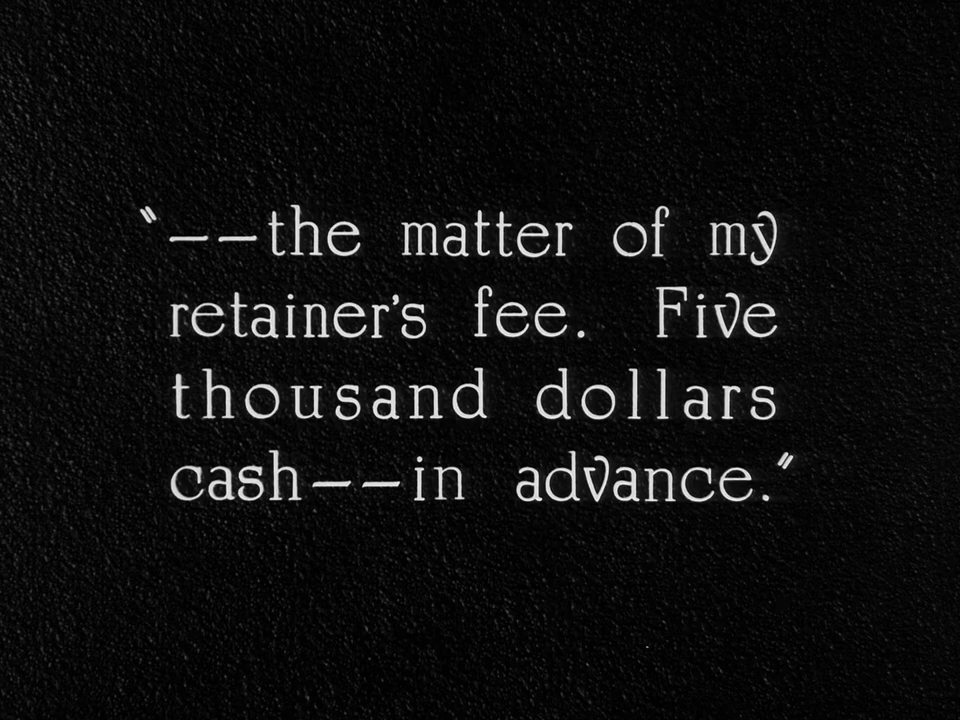 "——the matter of my
retainer's fee. Five
thousand dollars
cash——in advance."